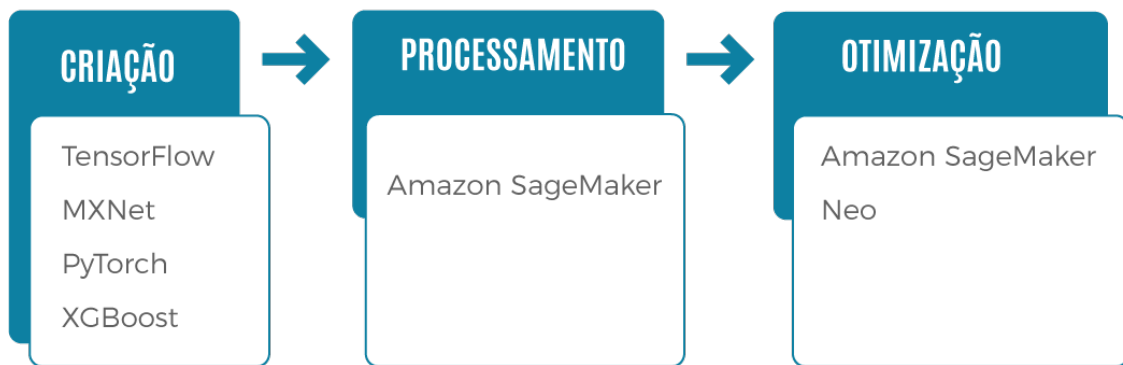 CRIAÇÃO
TensorFlow
MXNet
PyTorch
XGBoost
PROCESSAMENTO
Amazon SageMaker
OTIMIZAÇÃO
Amazon SageMaker
Neo